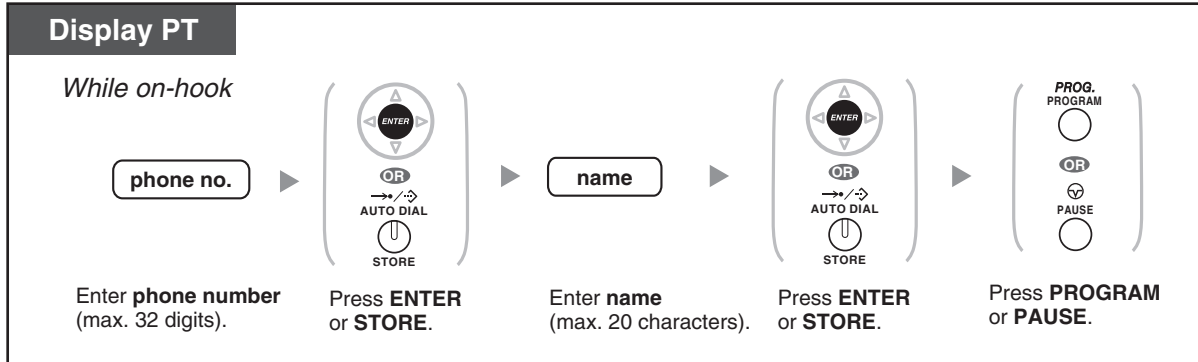 Display PT
While on-hook
phone no.
ENTER
OR
AUTO DIAL
STORE
name
ENTER
OR
AUTO DIAL
STORE
PROG.
PROGRAM
OR
PAUSE
Enter phone number
(max. 32 digits).
Press ENTER
or STORE.
Enter name
(max. 20 characters).
Press ENTER
or STORE.
Press PROGRAM
or PAUSE.